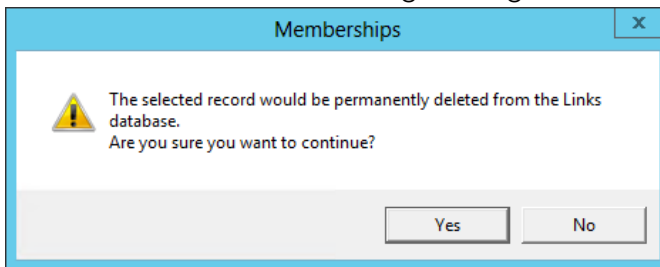 Memberships
x
The selected record would be permanently deleted from the Links
database.
Are you sure you want to continue?
Yes No